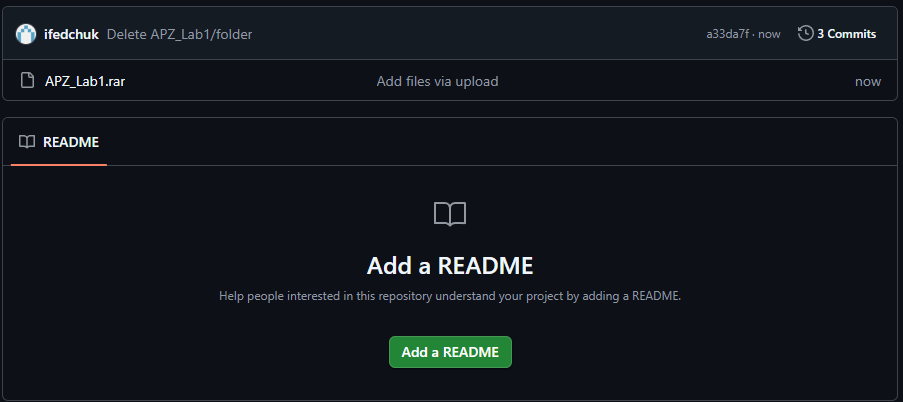 ifedchuk Delete APZ_Lab1/folder a33da7f · now 3 Commits
APZ_Lab1.rar Add files via upload now
README
Add a README
Help people interested in this repository understand your project by adding a README.
Add a README